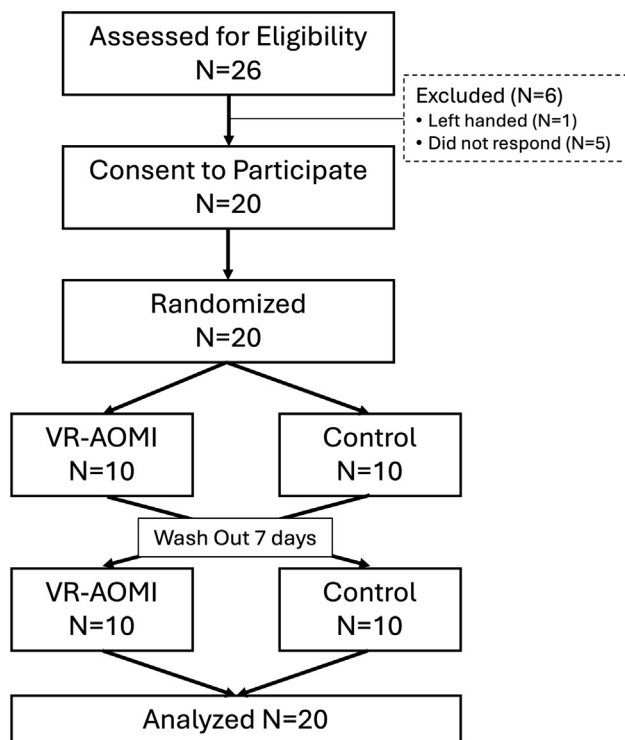 Assessed for Eligibility
N=26
Excluded (N=6)
• Left handed (N=1)
• Did not respond (N=5)
Consent to Participate
N=20
Randomized
N=20
VR-AOMI
N=10
Control
N=10
Wash Out 7 days
VR-AOMI
N=10
Control
N=10
Analyzed N=20